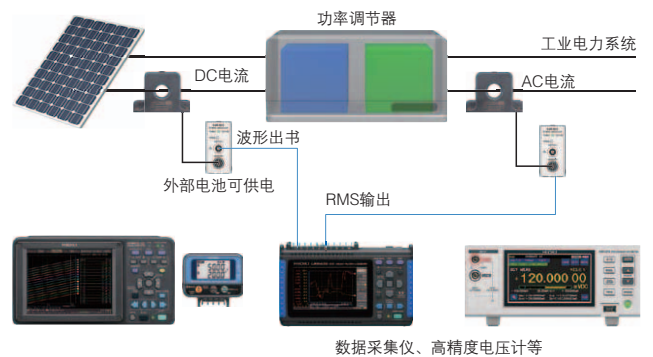 功率调节器
工业电力系统
DC电流
AC电流
波形出书
外部电池可供电
RMS输出
120.000 00
数据采集仪、高精度电压计等